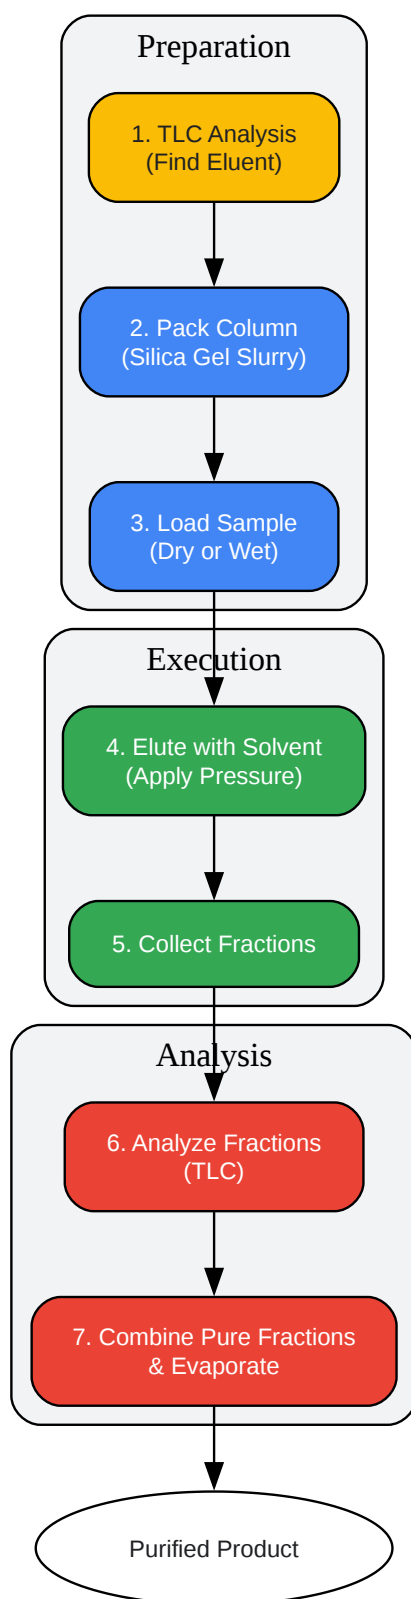 Preparation
1. TLC Analysis
(Find Eluent)
2. Pack Column
(Silica Gel Slurry)
3. Load Sample
(Dry or Wet)
Execution
4. Elute with Solvent
(Apply Pressure)
5. Collect Fractions
Analysis
6. Analyze Fractions
(TLC)
7. Combine Pure Fractions
& Evaporate
Purified Product